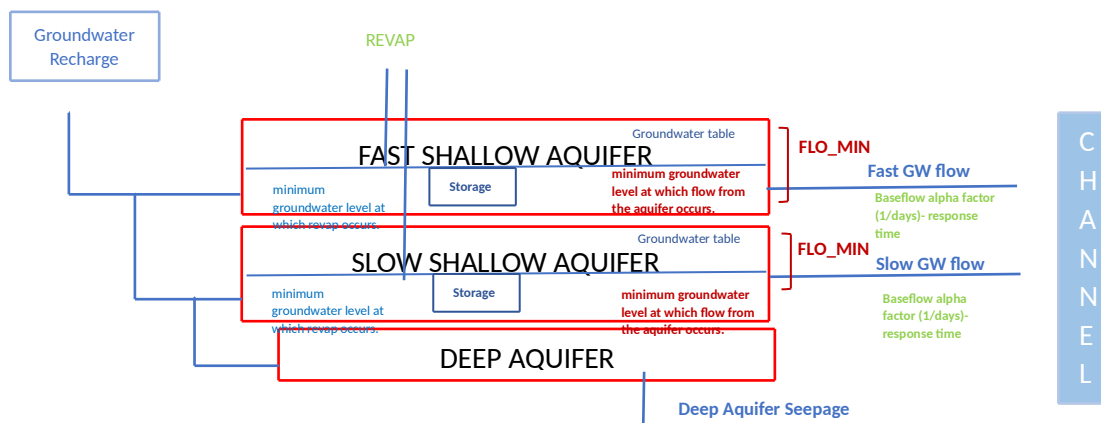 Groundwater
Recharge
REVAP
Groundwater table
FAST SHALLOW AQUIFER
FLO_MIN
minimum
groundwater level at
which revap occurs.
Storage
minimum groundwater
level at which flow from
the aquifer occurs.
Fast GW flow
Baseflow alpha factor
(1/days)- response
time
Groundwater table
SLOW SHALLOW AQUIFER
FLO_MIN
Slow GW flow
minimum
groundwater level at
which revap occurs.
Storage
minimum groundwater
level at which flow from
the aquifer occurs.
Baseflow alpha
factor (1/days)-
response time
DEEP AQUIFER
Deep Aquifer Seepage
C
H
A
N
N
E
L